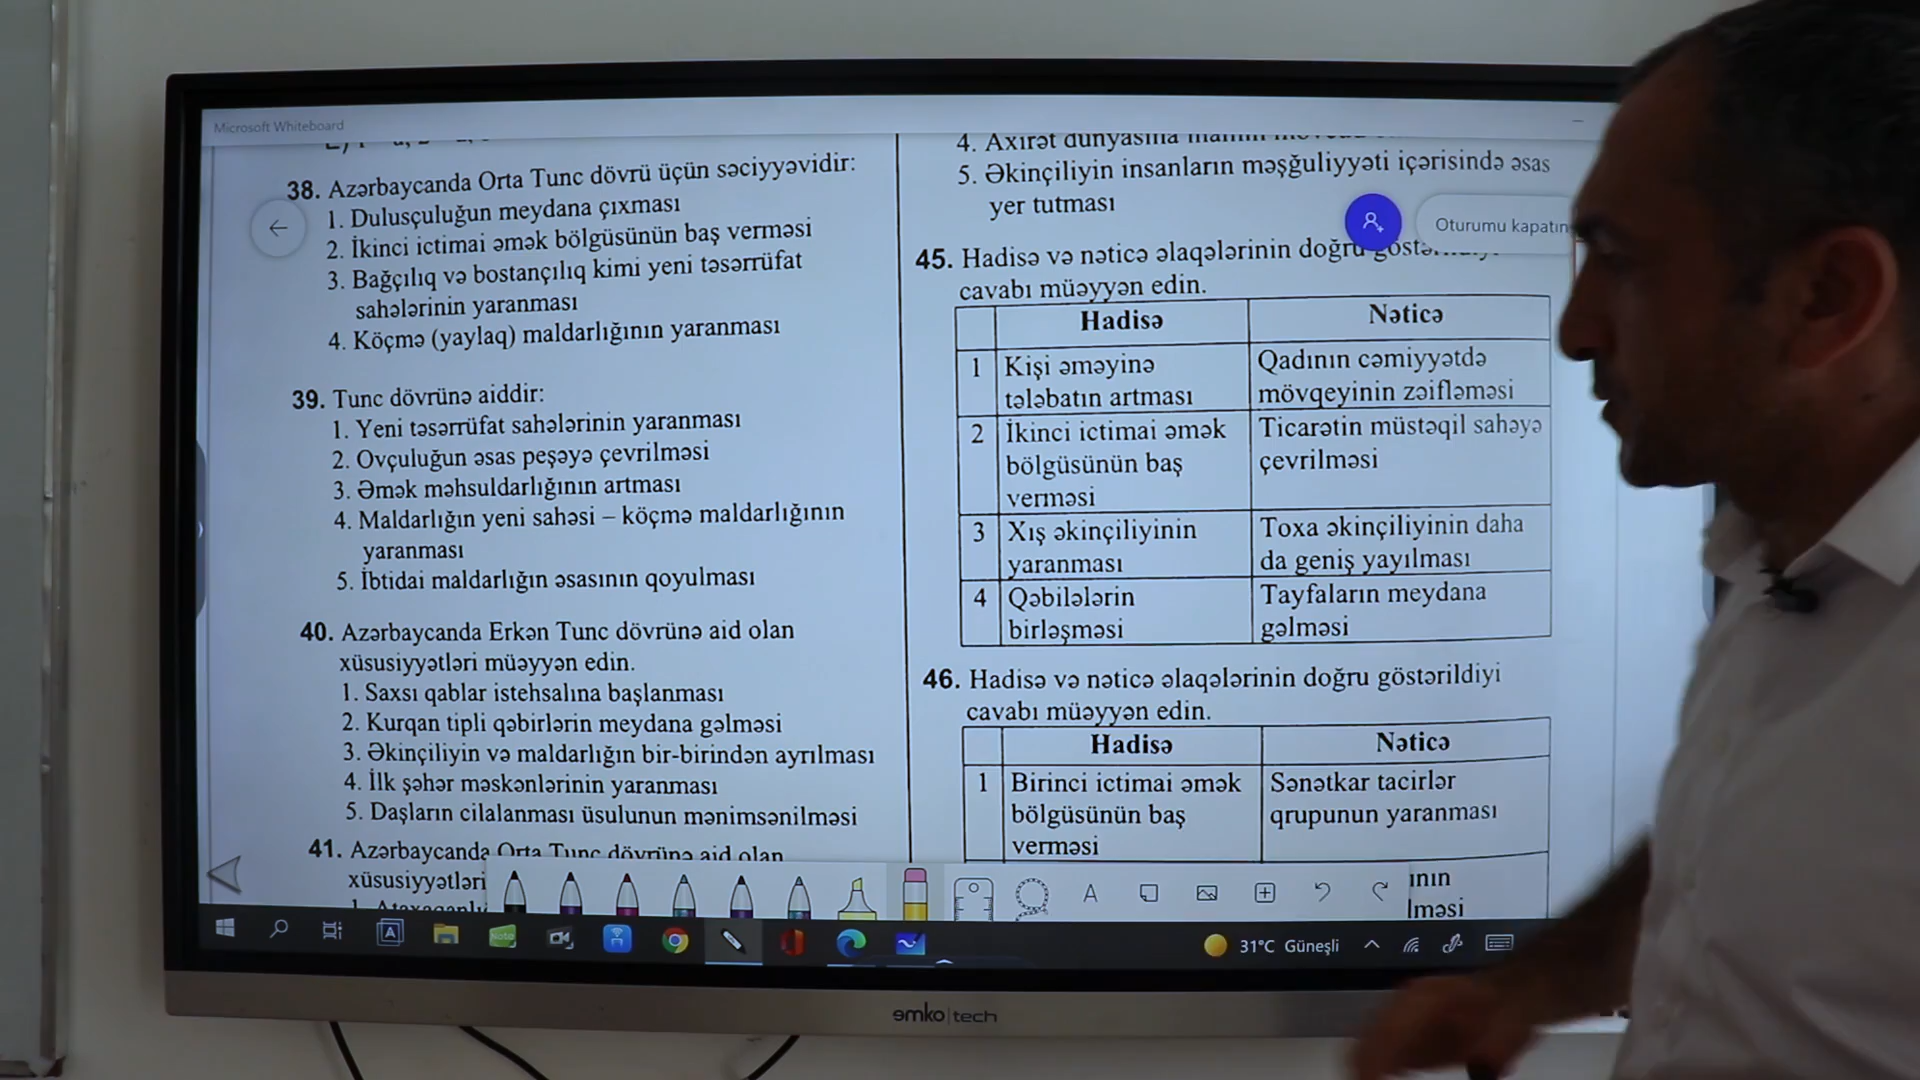 Microsoft Whiteboard
38. Azərbaycanda Orta Tunc dövrü üçün səciyyəvidir:
1. Dulusçuluğun meydana çıxması
2. İkinci ictimai əmək bölgüsünün baş verməsi
3. Bağçılıq və bostançılıq kimi yeni təsərrüfat
sahələrinin yaranması
4. Köçmə (yaylaq) maldarlığının yaranması
39. Tunc dövrünə aiddir:
1. Yeni təsərrüfat sahələrinin yaranması
2. Ovçuluğun əsas peşəyə çevrilməsi
3. Əmək məhsuldarlığının artması
4. Maldarlığın yeni sahəsi – köçmə maldarlığının
yaranması
5. İbtidai maldarlığın əsasının qoyulması
40. Azərbaycanda Erkən Tunc dövrünə aid olan
xüsusiyyətləri müəyyən edin.
1. Saxsı qablar istehsalına başlanması
2. Kurqan tipli qəbirlərin meydana gəlməsi
3. Əkinçiliyin və maldarlığın bir-birindən ayrılması
4. İlk şəhər məskənlərinin yaranması
5. Daşların cilalanması üsulunun mənimsənilməsi
41. Azərbaycanda Orta Tunc dövrünə aid olan
xüsusiyyətləri
4. Axirət dünyasına
5. Əkinçiliyin insanların məşğuliyyəti içərisində əsas
yer tutması
Oturumu kapatın
45. Hadisə və nəticə əlaqələrinin doğru
cavabı müəyyən edin.
Hadisə Nəticə
1 Kişi əməyinə tələbatın artması Qadının cəmiyyətdə mövqeyinin zəifləməsi
2 İkinci ictimai əmək bölgüsünün baş verməsi Ticarətin müstəqil sahəyə çevrilməsi
3 Xış əkinçiliyinin yaranması Toxa əkinçiliyinin daha da geniş yayılması
4 Qəbilələrin birləşməsi Tayfaların meydana gəlməsi
46. Hadisə və nəticə əlaqələrinin doğru göstərildiyi
cavabı müəyyən edin.
Hadisə Nəticə
1 Birinci ictimai əmək bölgüsünün baş verməsi Sənətkar tacirlər qrupunun yaranması
31°C Güneşli
emko|tech